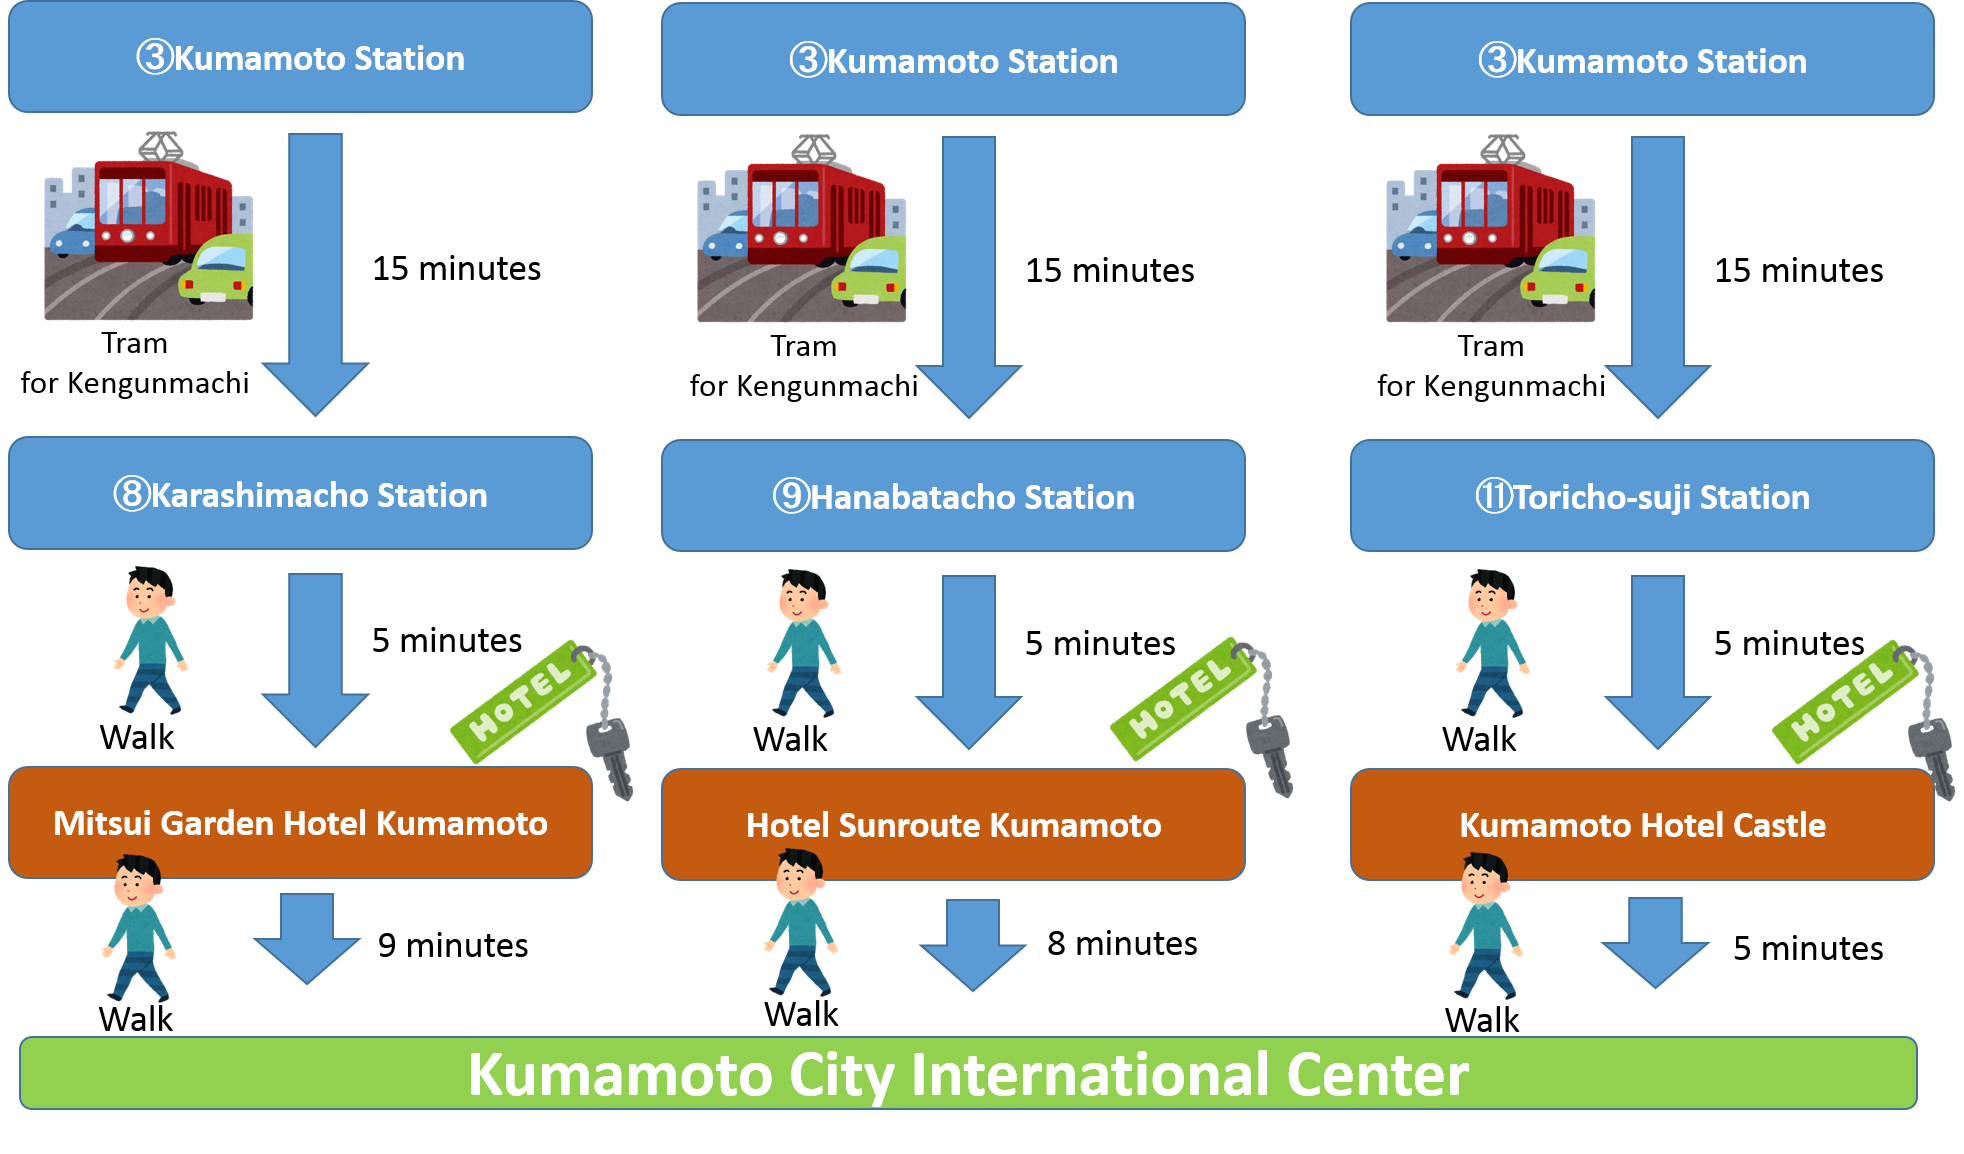 ③Kumamoto Station
③Kumamoto Station
③Kumamoto Station
15 minutes
15 minutes
15 minutes
Tram
for Kengunmachi
Tram
for Kengunmachi
Tram
for Kengunmachi
⑧Karashimacho Station
⑨Hanabatacho Station
⑪Toricho-suji Station
5 minutes
5 minutes
5 minutes
HOTEL
HOTEL
HOTEL
Walk
Walk
Walk
Mitsui Garden Hotel Kumamoto
Hotel Sunroute Kumamoto
Kumamoto Hotel Castle
9 minutes
8 minutes
5 minutes
Walk
Walk
Walk
Kumamoto City International Center